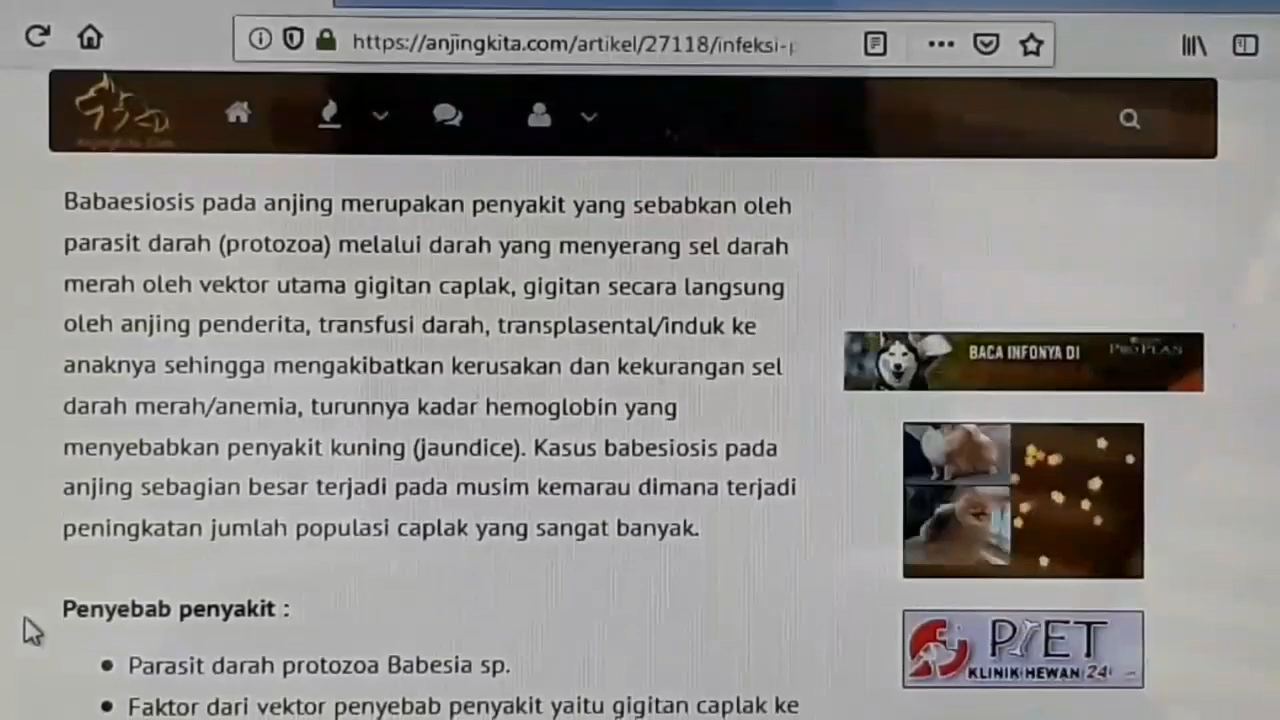 https://anjingkita.com/artikel/27118/infeksi-p
Babaesiosis pada anjing merupakan penyakit yang sebabkan oleh
parasit darah (protozoa) melalui darah yang menyerang sel darah
merah oleh vektor utama gigitan caplak, gigitan secara langsung
oleh anjing penderita, transfusi darah, transplasental/induk ke
anaknya sehingga mengakibatkan kerusakan dan kekurangan sel
darah merah/anemia, turunnya kadar hemoglobin yang
menyebabkan penyakit kuning (jaundice). Kasus babesiosis pada
anjing sebagian besar terjadi pada musim kemarau dimana terjadi
peningkatan jumlah populasi caplak yang sangat banyak.
BACA INFONYA DI PRO PLAN
Penyebab penyakit :
• Parasit darah protozoa Babesia sp.
• Faktor dari vektor penyebab penyakit yaitu gigitan caplak ke
KLINIK HEWAN 24